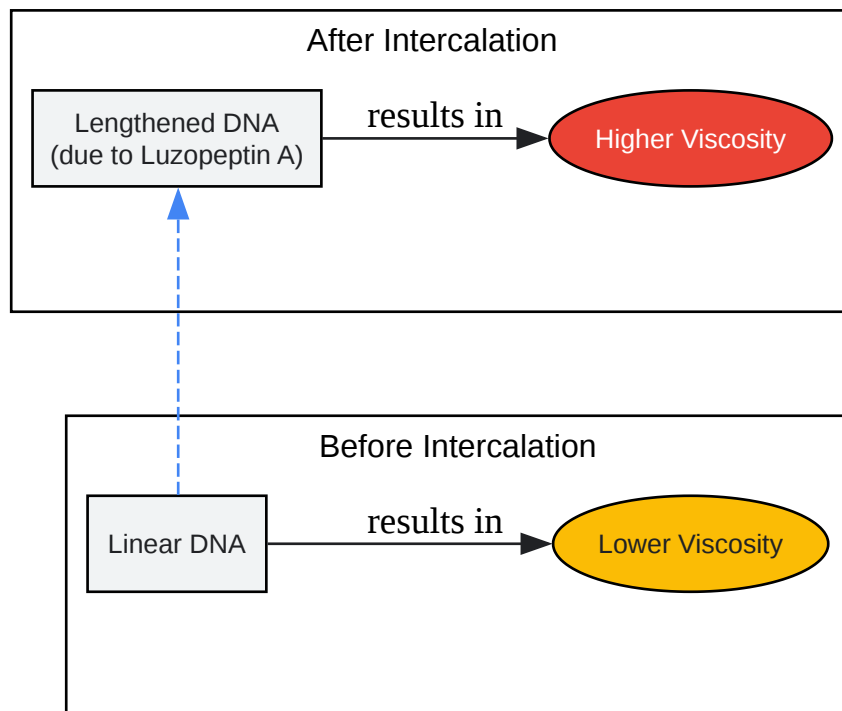 After Intercalation
Lengthened DNA
(due to Luzopeptin A)
results in
Higher Viscosity
Before Intercalation
Linear DNA
results in
Lower Viscosity